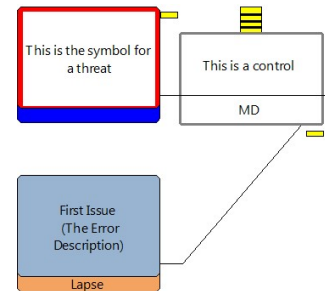 This is the symbol for
a threat
This is a control
MD
First Issue
(The Error
Description)
Lapse